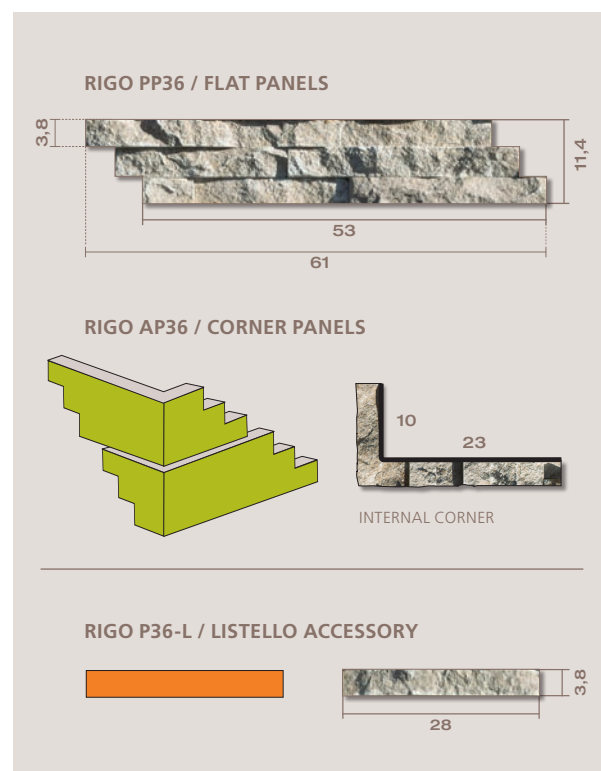 RIGO PP36 / FLAT PANELS
3,8
11,4
53
61
RIGO AP36 / CORNER PANELS
10
23
INTERNAL CORNER
RIGO P36-L / LISTELLO ACCESSORY
3,8
28